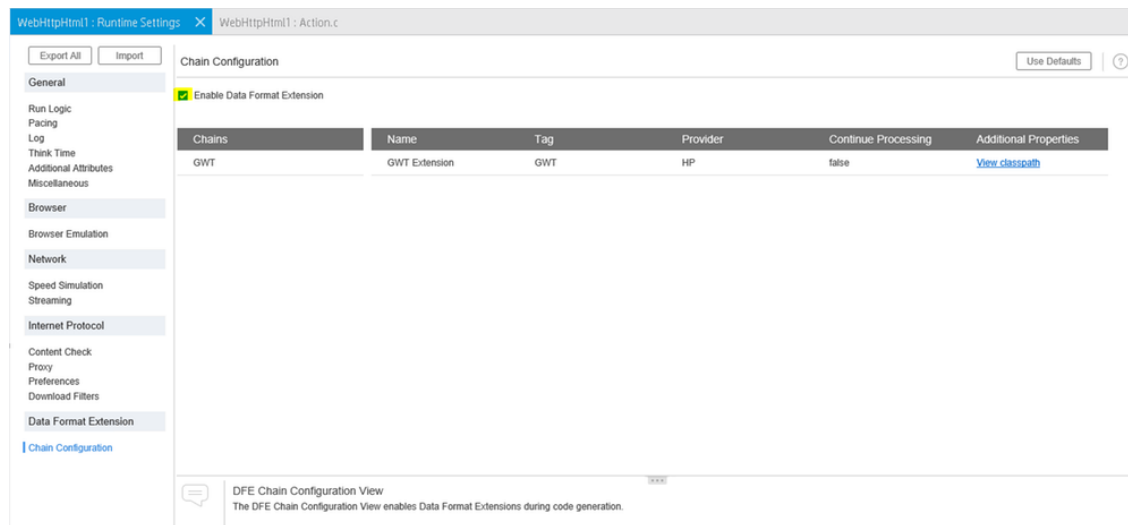 WebHttpHtml1 : Runtime Settings WebHttpHtml1 : Action.c
Export All Import
General
Run Logic
Pacing
Log
Think Time
Additional Attributes
Miscellaneous
Browser
Browser Emulation
Network
Speed Simulation
Streaming
Internet Protocol
Content Check
Proxy
Preferences
Download Filters
Data Format Extension
Chain Configuration
Chain Configuration Use Defaults ?
Enable Data Format Extension
Chains Name Tag Provider Continue Processing Additional Properties
GWT GWT Extension GWT HP false View classpath
DFE Chain Configuration View
The DFE Chain Configuration View enables Data Format Extensions during code generation.